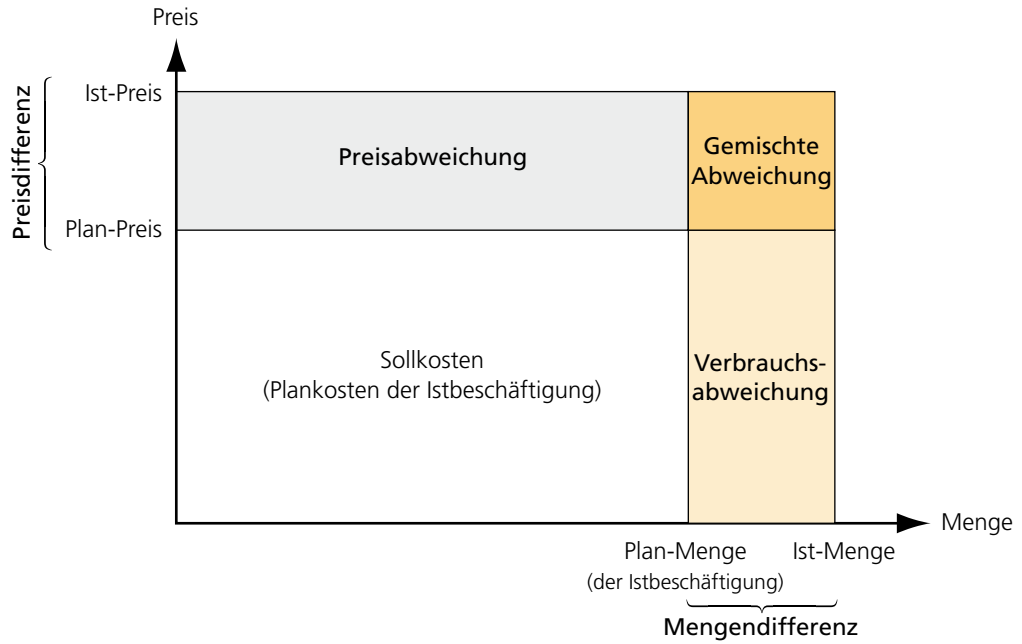 Preis
Ist-Preis
Preisdifferenz
Preisabweichung
Gemischte
Abweichung
Plan-Preis
Sollkosten
(Plankosten der Istbeschäftigung)
Verbrauchs-
abweichung
Menge
Plan-Menge
(der Istbeschäftigung)
Ist-Menge
Mengendifferenz